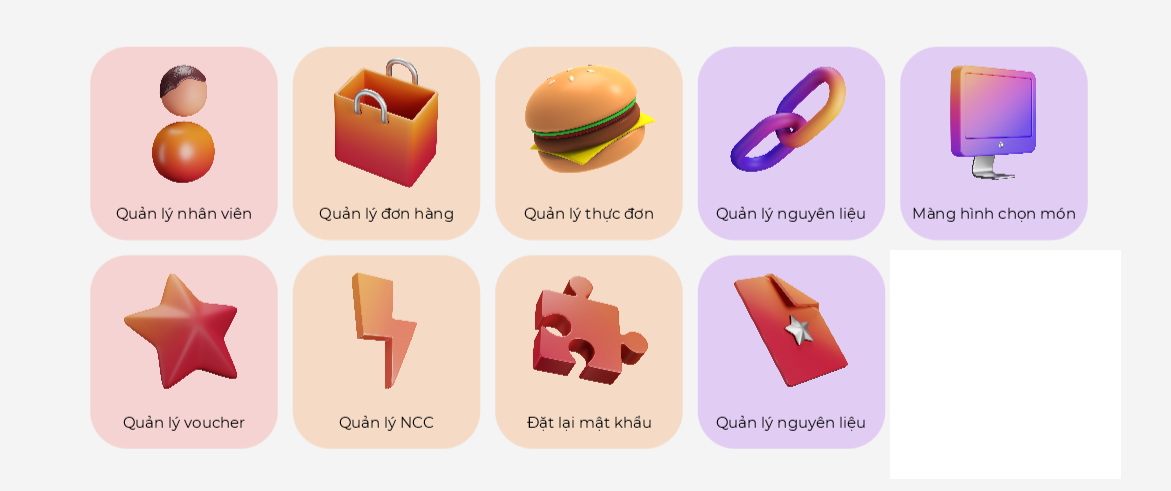 Quản lý nhân viên
Quản lý đơn hàng
Quản lý thực đơn
Quản lý nguyên liệu
Màng hình chọn món
Quản lý voucher
Quản lý NCC
Đặt lại mật khẩu
Quản lý nguyên liệu